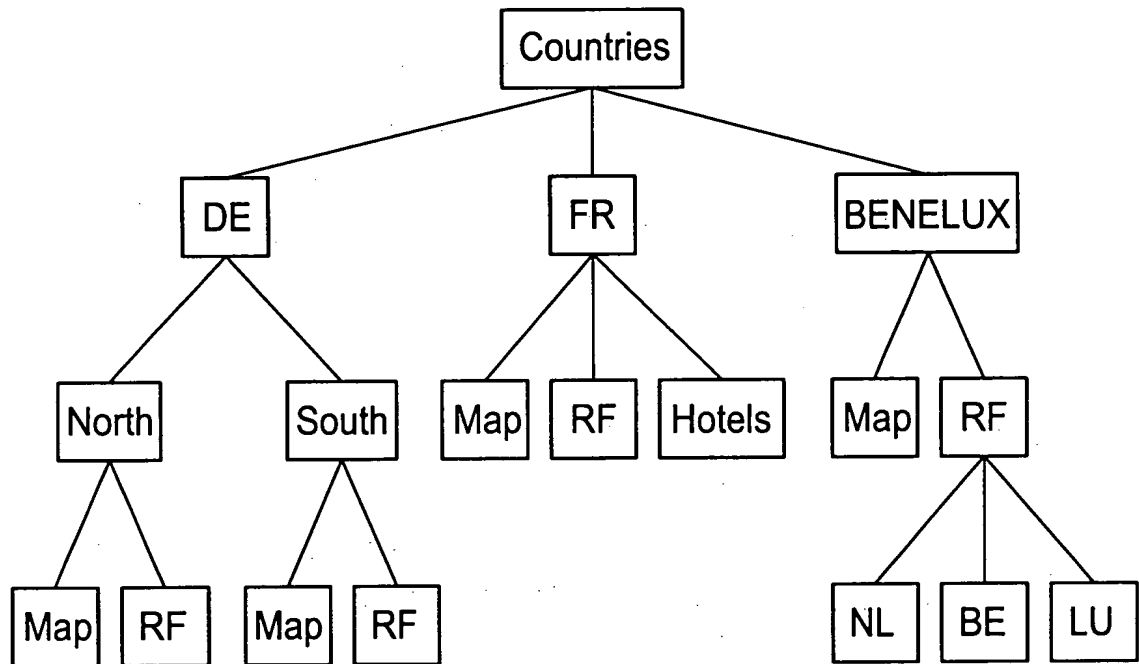 Countries
DE
FR
BENELUX
North
South
Map
RF
Hotels
Map
RF
Map
RF
Map
RF
NL
BE
LU